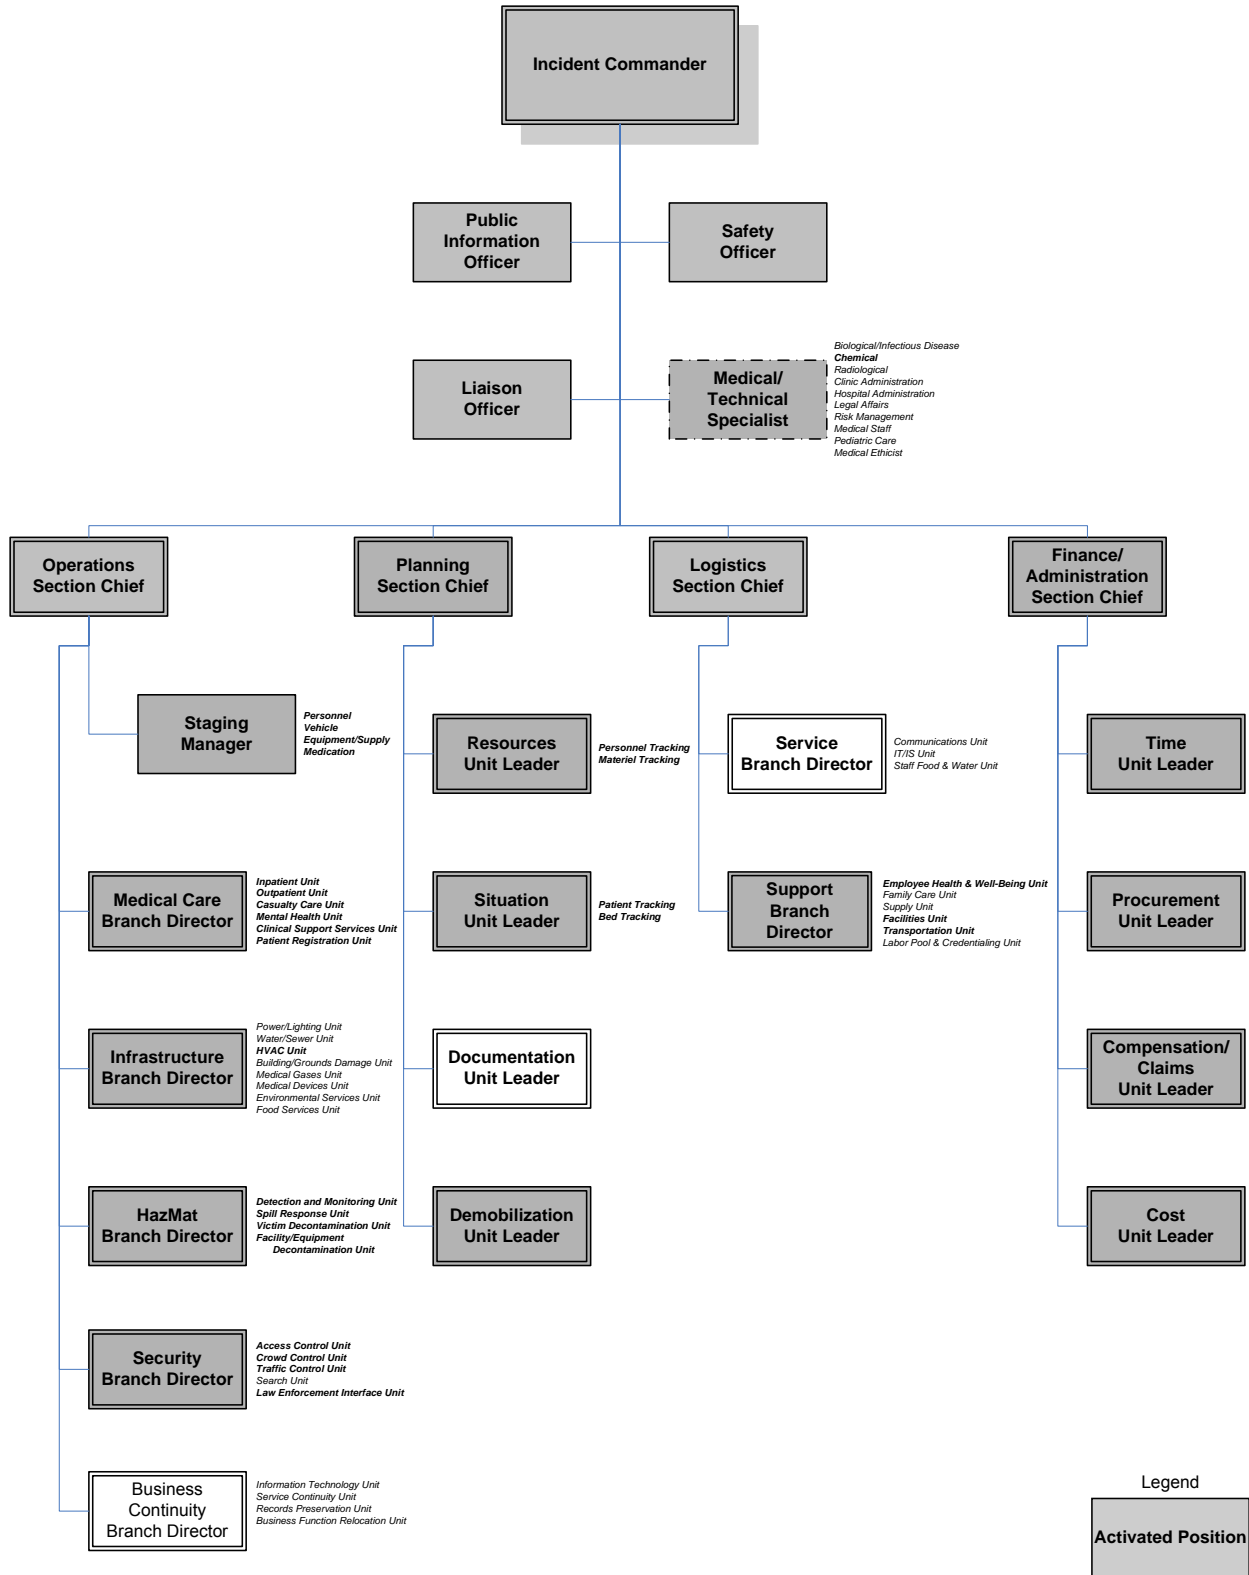 Incident Commander
Public
Information
Officer
Safety
Officer
Liaison
Officer
Medical/
Technical
Specialist
Biological/Infectious Disease
Chemical
Radiological
Clinic Administration
Hospital Administration
Legal Affairs
Risk Management
Medical Staff
Pediatric Care
Medical Ethicist
Operations
Section Chief
Planning
Section Chief
Logistics
Section Chief
Finance/
Administration
Section Chief
Staging
Manager
Personnel
Vehicle
Equipment/Supply
Medication
Resources
Unit Leader
Personnel Tracking
Materiel Tracking
Service
Branch Director
Communications Unit
IT/IS Unit
Staff Food & Water Unit
Time
Unit Leader
Medical Care
Branch Director
Inpatient Unit
Outpatient Unit
Casualty Care Unit
Mental Health Unit
Clinical Support Services Unit
Patient Registration Unit
Situation
Unit Leader
Patient Tracking
Bed Tracking
Support
Branch
Director
Employee Health & Well-Being Unit
Family Care Unit
Supply Unit
Facilities Unit
Transportation Unit
Labor Pool & Credentialing Unit
Procurement
Unit Leader
Infrastructure
Branch Director
Power/Lighting Unit
Water/Sewer Unit
HVAC Unit
Building/Grounds Damage Unit
Medical Gases Unit
Medical Devices Unit
Environmental Services Unit
Food Services Unit
Documentation
Unit Leader
Compensation/
Claims
Unit Leader
HazMat
Branch Director
Detection and Monitoring Unit
Spill Response Unit
Victim Decontamination Unit
Facility/Equipment
Decontamination Unit
Demobilization
Unit Leader
Cost
Unit Leader
Security
Branch Director
Access Control Unit
Crowd Control Unit
Traffic Control Unit
Search Unit
Law Enforcement Interface Unit
Business
Continuity
Branch Director
Information Technology Unit
Service Continuity Unit
Records Preservation Unit
Business Function Relocation Unit
Legend
Activated Position